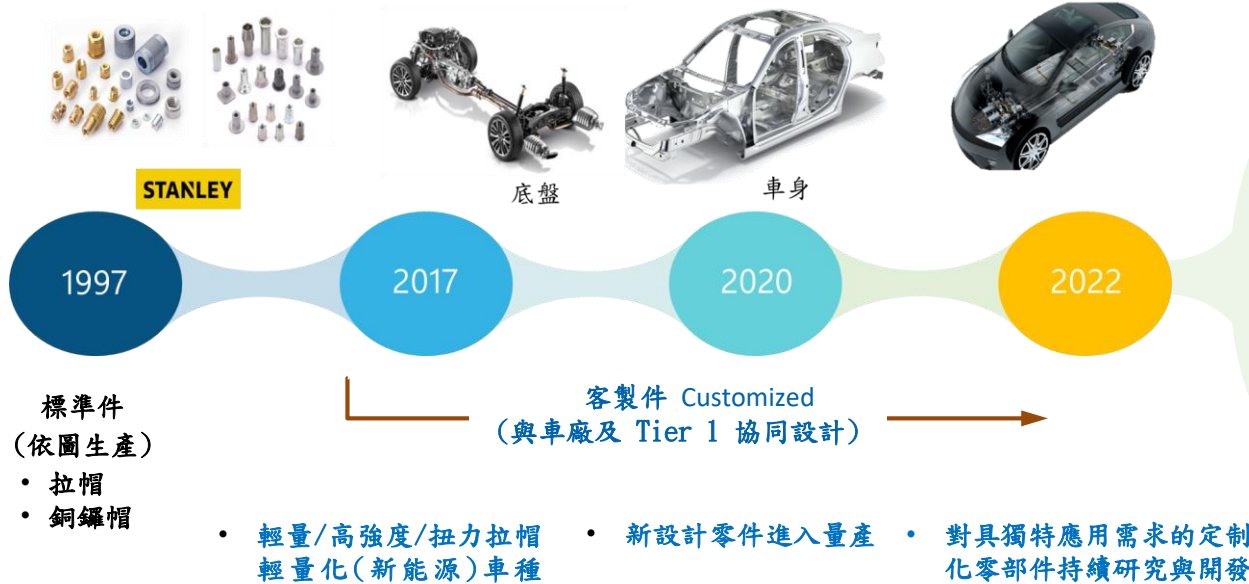 STANLEY
底盤
車身
1997
2017
2020
2022
標準件
(依圖生產)
• 拉帽
• 銅鑼帽
客製件 Customized
(與車廠及 Tier 1 協同設計)
• 輕量/高強度/扭力拉帽
輕量化(新能源)車種
• 新設計零件進入量產
• 對具獨特應用需求的定制
化零部件持續研究與開發